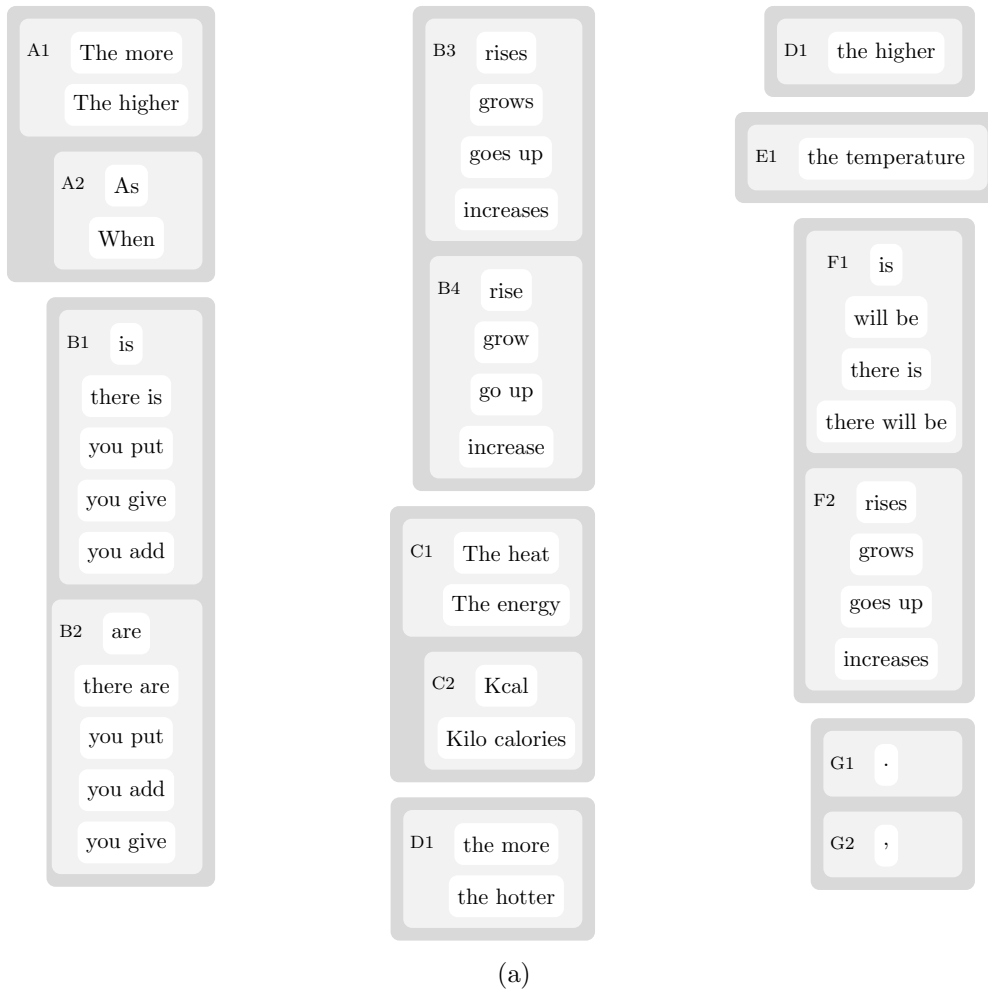 A1 The more
The higher
A2 As
When
B1 is
there is
you put
you give
you add
B2 are
there are
you put
you add
you give
B3 rises
grows
goes up
increases
B4 rise
grow
go up
increase
C1 The heat
The energy
C2 Kcal
Kilo calories
D1 the more
the hotter
D1 the higher
E1 the temperature
F1 is
will be
there is
there will be
F2 rises
grows
goes up
increases
G1 .
G2 ,
(a)